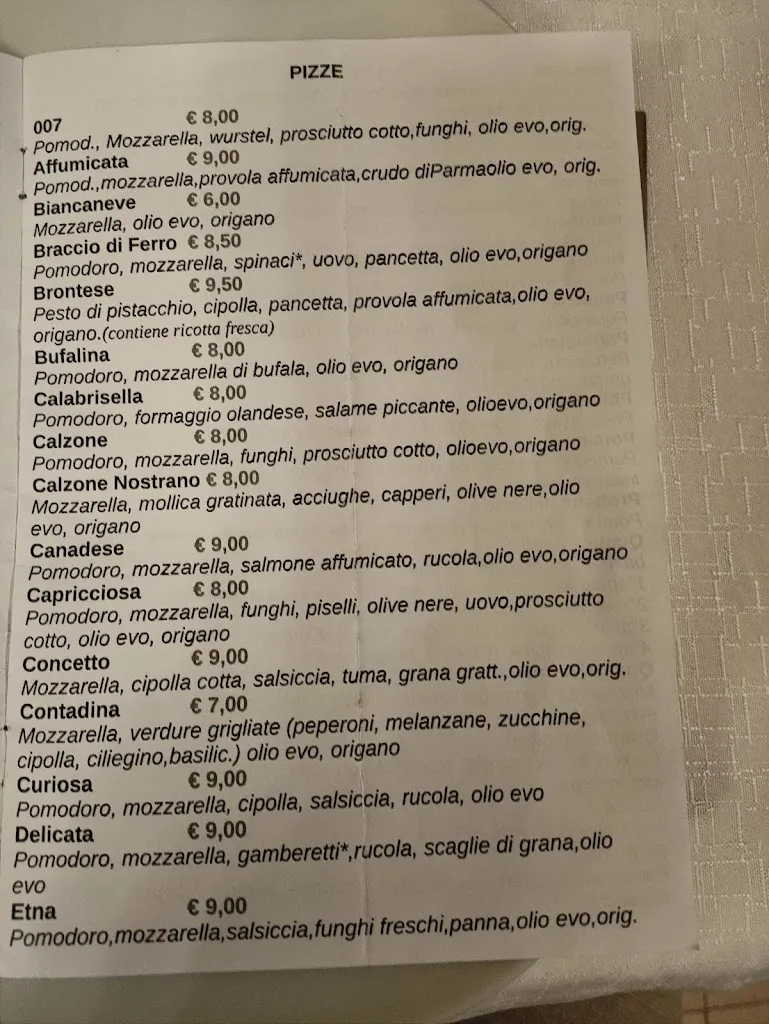 PIZZE
007 € 8,00
Pomod., Mozzarella, wurstel, prosciutto cotto,funghi, olio evo,orig.
Affumicata € 9,00
Pomod.,mozzarella,provola affumicata,crudo diParmaolio evo, orig.
Biancaneve € 6,00
Mozzarella, olio evo, origano
Braccio di Ferro € 8,50
Pomodoro, mozzarella, spinaci*, uovo, pancetta, olio evo,origano
Brontese € 9,50
Pesto di pistacchio, cipolla, pancetta, provola affumicata,olio evo,
origano.(contiene ricotta fresca)
Bufalina € 8,00
Pomodoro, mozzarella di bufala, olio evo, origano
Calabrisella € 8,00
Pomodoro, formaggio olandese, salame piccante, olioevo,origano
Calzone € 8,00
Pomodoro, mozzarella, funghi, prosciutto cotto, olioevo,origano
Calzone Nostrano € 8,00
Mozzarella, mollica gratinata, acciughe, capperi, olive nere,olio
evo, origano
Canadese € 9,00
Pomodoro, mozzarella, salmone affumicato, rucola,olio evo,origano
Capricciosa € 8,00
Pomodoro, mozzarella, funghi, piselli, olive nere, uovo,prosciutto
cotto, olio evo, origano
Concetto € 9,00
Mozzarella, cipolla cotta, salsiccia, tuma, grana gratt.,olio evo,orig.
Contadina € 7,00
Mozzarella, verdure grigliate (peperoni, melanzane, zucchine,
cipolla, ciliegino,basilic.) olio evo, origano
Curiosa € 9,00
Pomodoro, mozzarella, cipolla, salsiccia, rucola, olio evo
Delicata € 9,00
Pomodoro, mozzarella, gamberetti*,rucola, scaglie di grana,olio
evo
Etna € 9,00
Pomodoro,mozzarella,salsiccia,funghi freschi,panna,olio evo,orig.